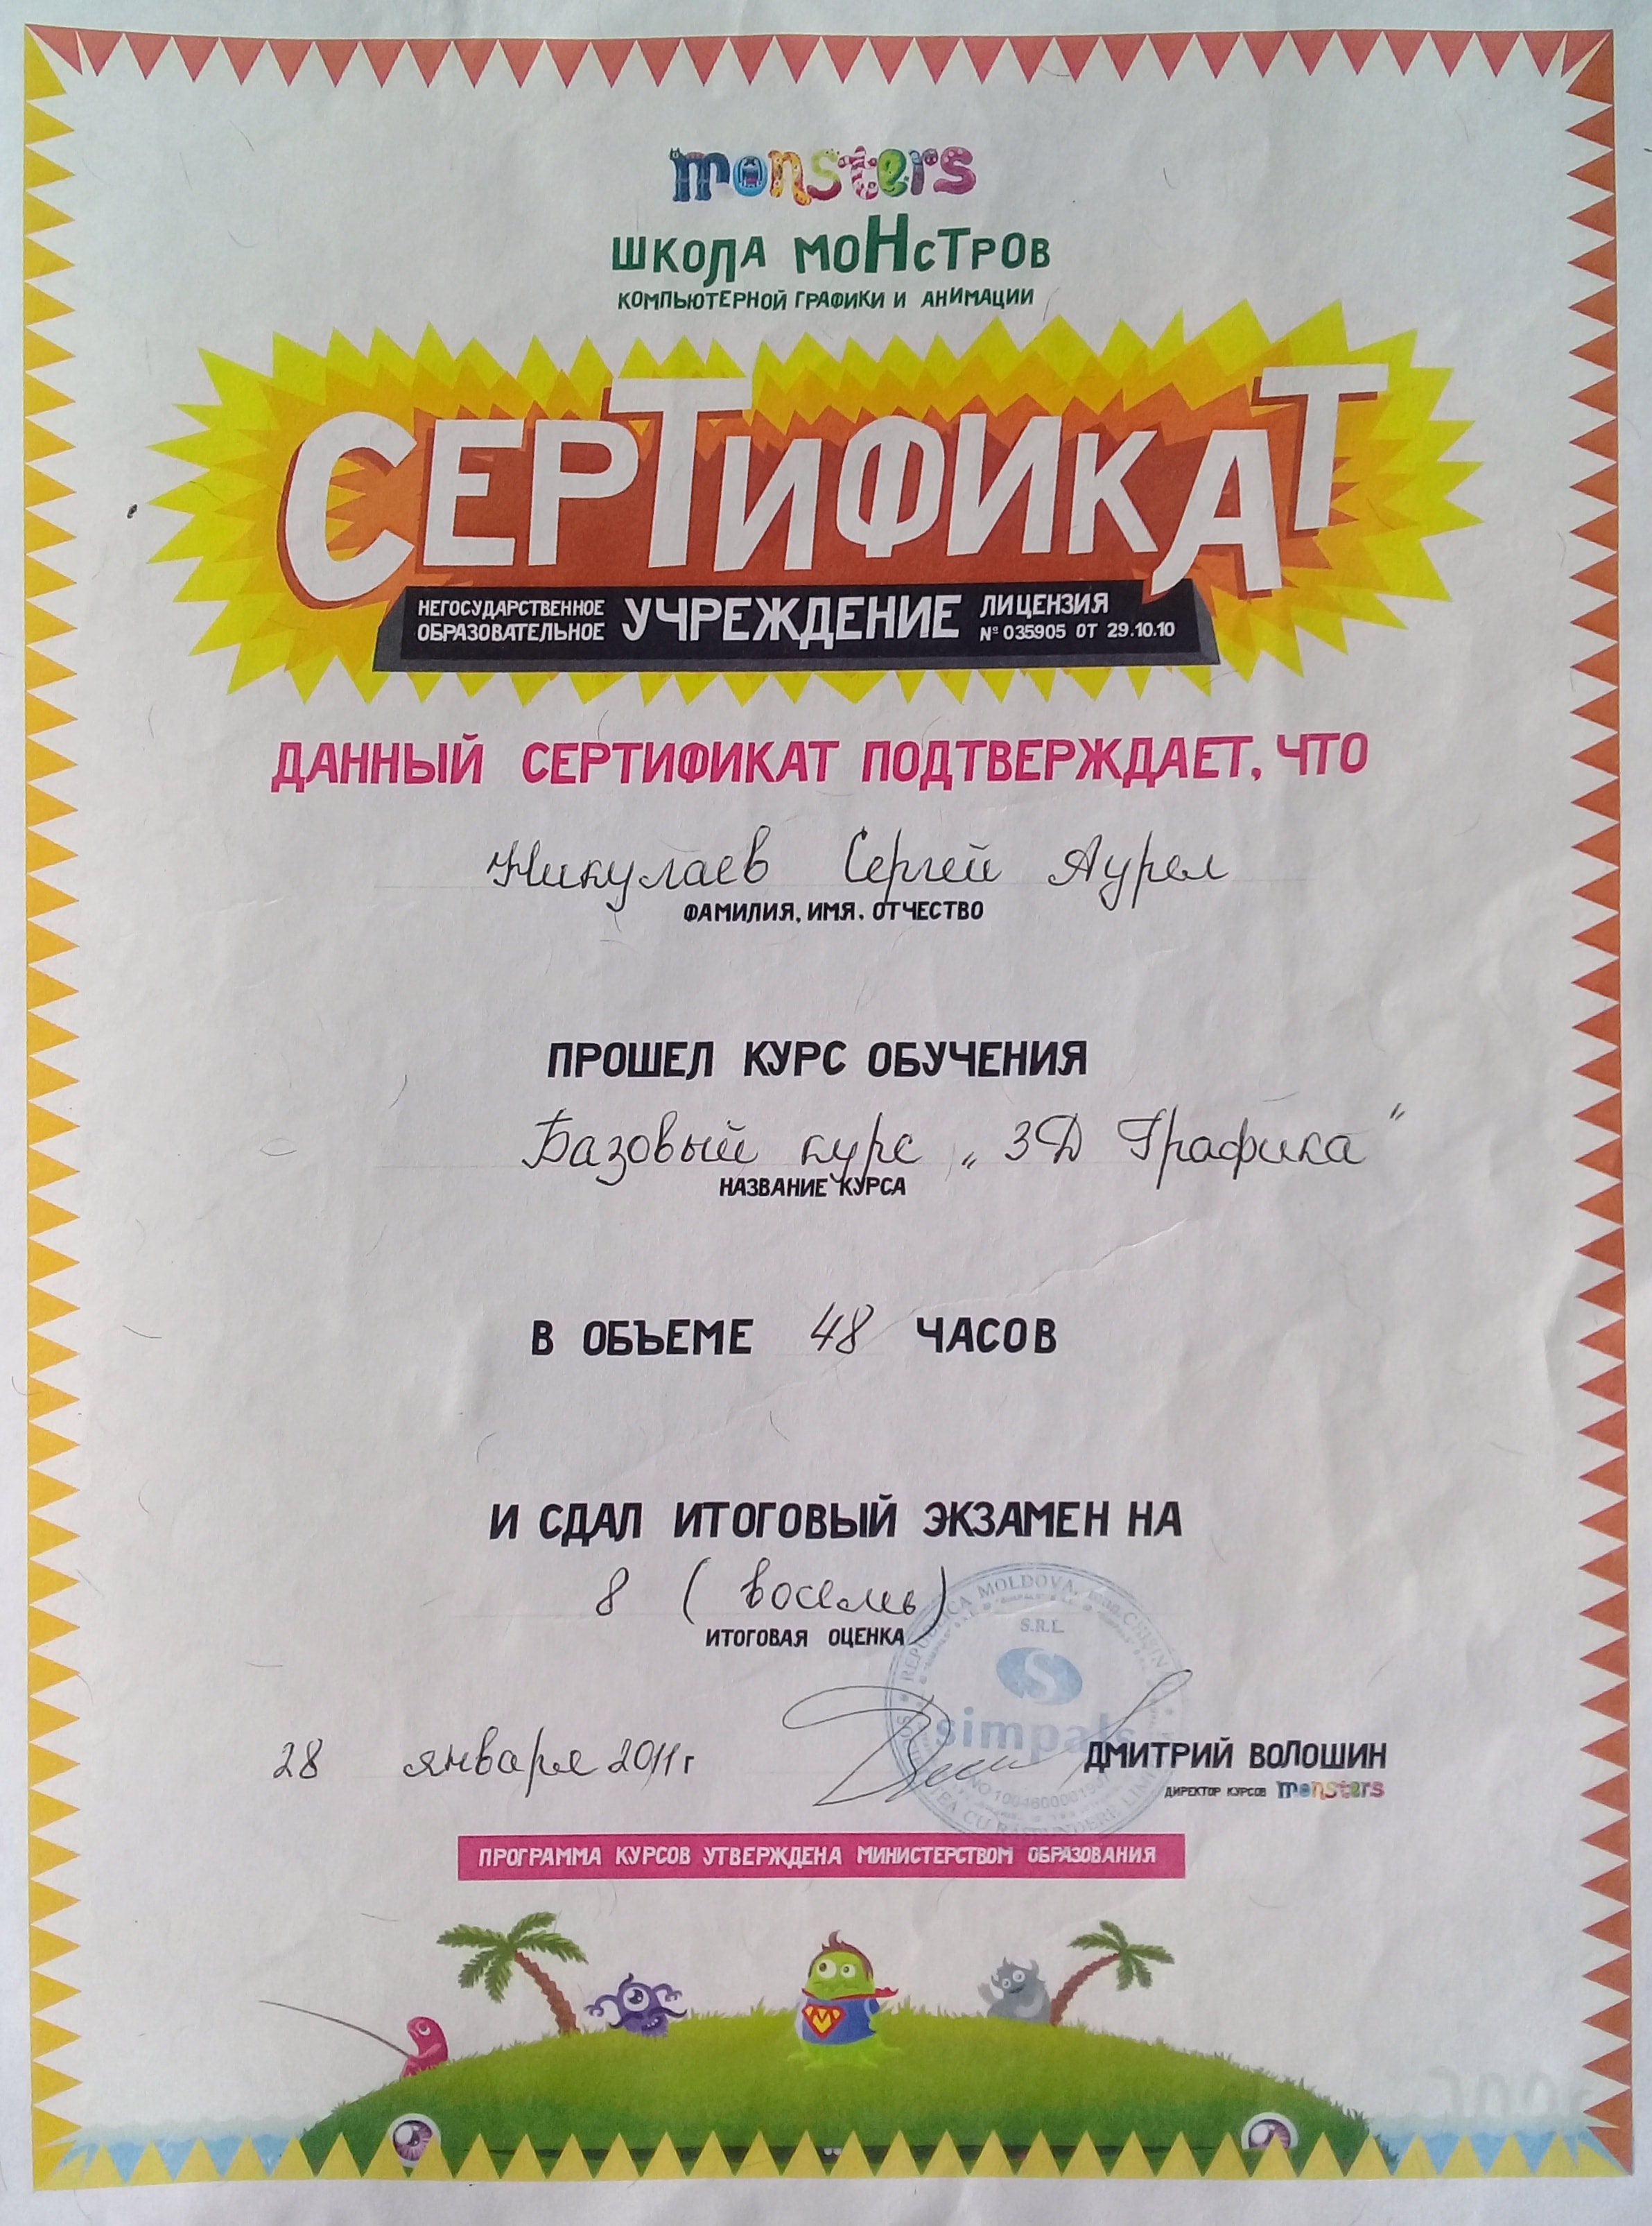 monsters
ШКОЛА МОНСТРОВ
КОМПЬЮТЕРНОЙ ГРАФИКИ И АНИМАЦИИ
СЕРТИФИКАТ
НЕГОСУДАРСТВЕННОЕ ОБРАЗОВАТЕЛЬНОЕ УЧРЕЖДЕНИЕ ЛИЦЕНЗИЯ № 035905 ОТ 29.10.10
ДАННЫЙ СЕРТИФИКАТ ПОДТВЕРЖДАЕТ, ЧТО
Никулаев Сергей Аурел
ФАМИЛИЯ, ИМЯ, ОТЧЕСТВО
ПРОШЕЛ КУРС ОБУЧЕНИЯ
Базовый курс „3Д Графика"
НАЗВАНИЕ КУРСА
В ОБЪЕМЕ 48 ЧАСОВ
И СДАЛ ИТОГОВЫЙ ЭКЗАМЕН НА
8 (восемь)
ИТОГОВАЯ ОЦЕНКА
REPUBLICA MOLDOVA
S.R.L.
simpals
28 января 2011 г
ДМИТРИЙ ВОЛОШИН
ДИРЕКТОР КУРСОВ monsters
ПРОГРАММА КУРСОВ УТВЕРЖДЕНА МИНИСТЕРСТВОМ ОБРАЗОВАНИЯ
M